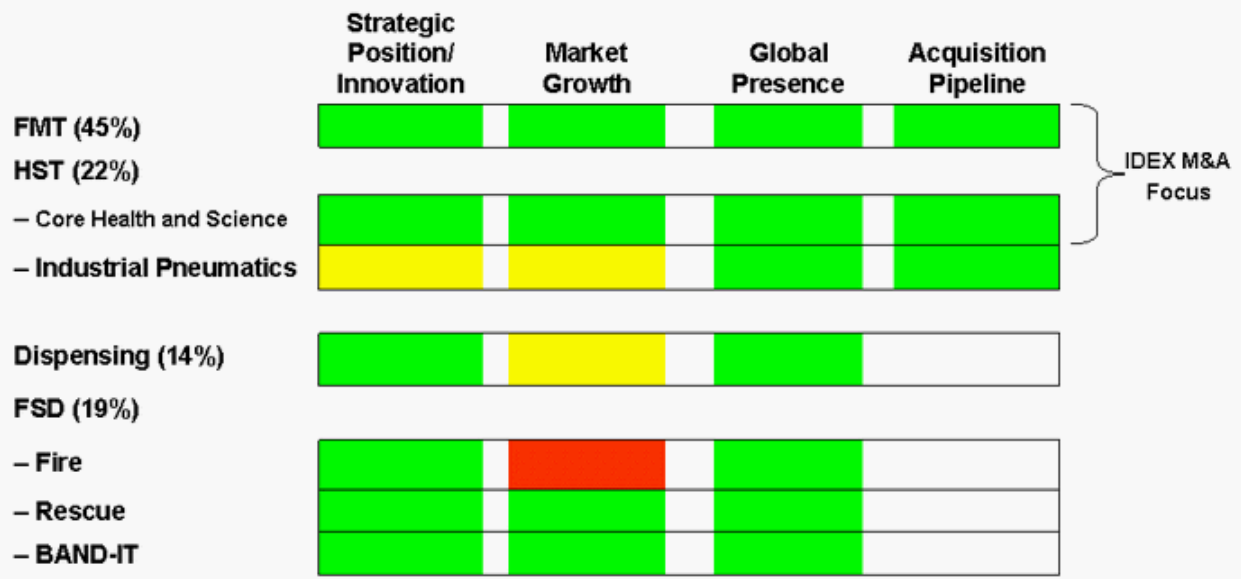 Strategic
Position/
Innovation
Market
Growth
Global
Presence
Acquisition
Pipeline
FMT (45%)
HST (22%)
– Core Health and Science
– Industrial Pneumatics
IDEX M&A
Focus
Dispensing (14%)
FSD (19%)
– Fire
– Rescue
– BAND-IT